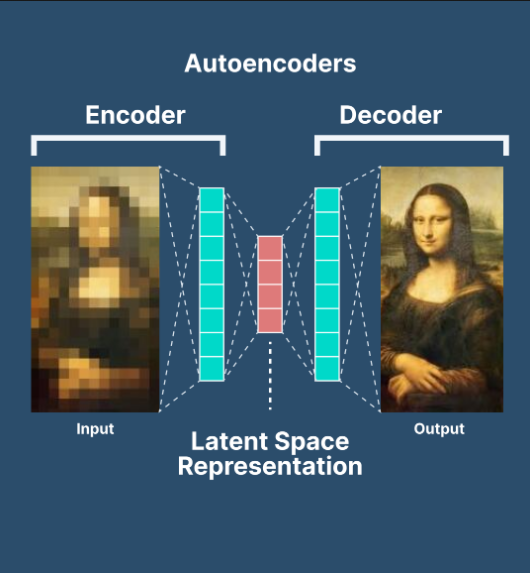 Autoencoders
Encoder
Decoder
Input
Output
Latent Space
Representation